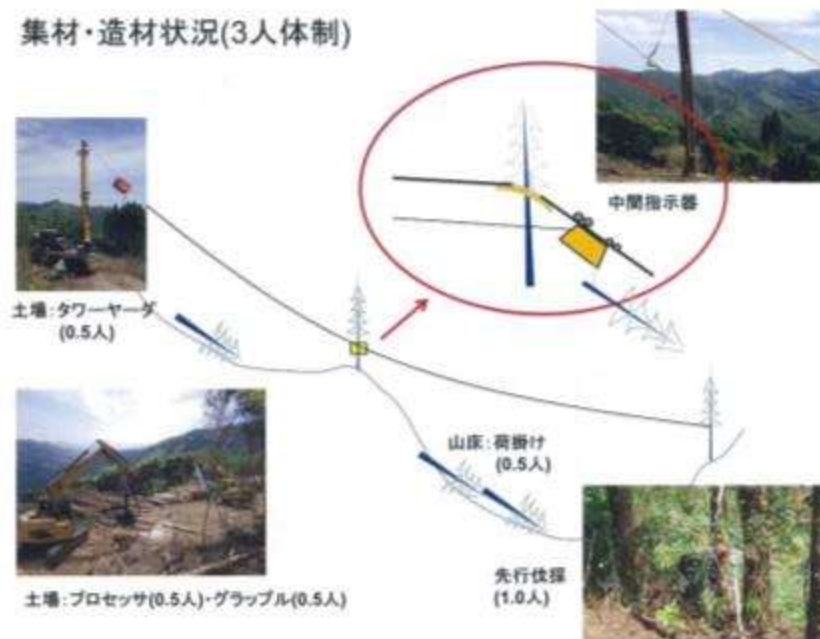 集材・造材状況(3人体制)
中間指示器
土場:タワーヤーダ
(0.5人)
山床:荷掛け
(0.5人)
先行伐採
(1.0人)
土場:プロセッサ(0.5人)・グラップル(0.5人)